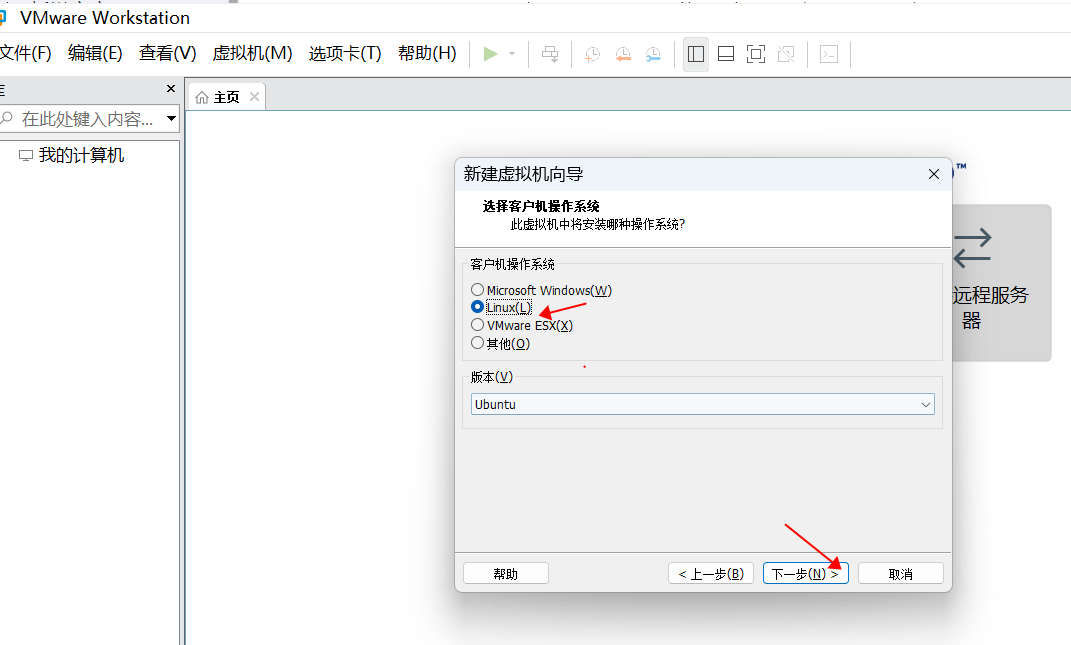 VMware Workstation
文件(F) 编辑(E) 查看(V) 虚拟机(M) 选项卡(T) 帮助(H)
在此处键入内容...
主页
我的计算机
新建虚拟机向导
™
选择客户机操作系统
此虚拟机中将安装哪种操作系统?
客户机操作系统
Microsoft Windows(W)
Linux(L)
VMware ESX(X)
其他(O)
版本(V)
Ubuntu
远程服务
器
帮助
< 上一步(B)
下一步(N) >
取消